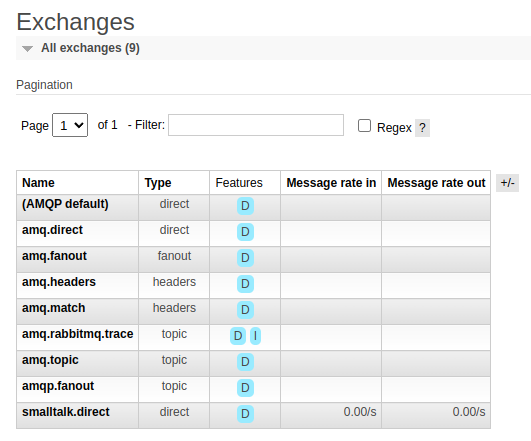 Exchanges
All exchanges (9)
Pagination
Page 1 of 1 - Filter: Regex ?
Name Type Features Message rate in Message rate out +/-
(AMQP default) direct D
amq.direct direct D
amq.fanout fanout D
amq.headers headers D
amq.match headers D
amq.rabbitmq.trace topic D I
amq.topic topic D
amqp.fanout topic D
smalltalk.direct direct D 0.00/s 0.00/s